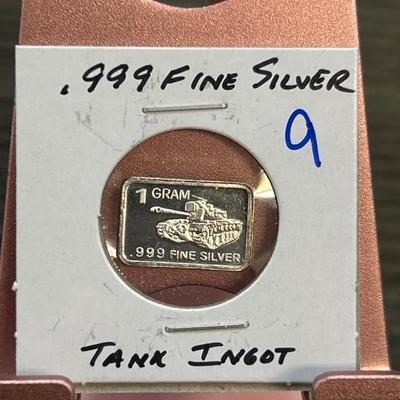 .999 FINE SILVER
9
1 GRAM
.999 FINE SILVER
TANK INGOT